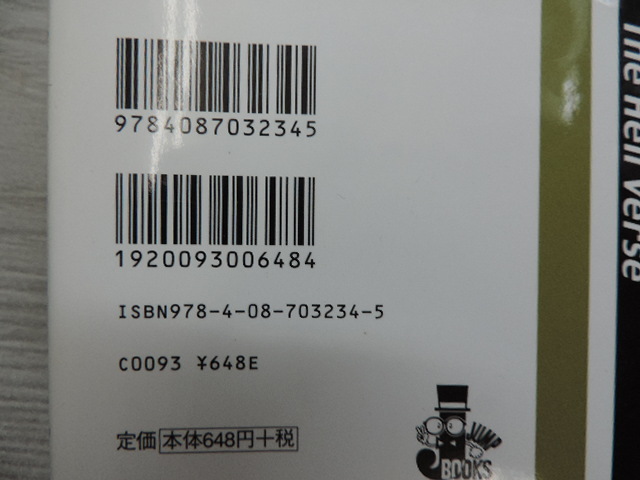 9784087032345
1920093006484
ISBN978-4-08-703234-5
C0093 ¥648E
定価 本体648円+税
JUMP
J BOOKS
The Hell Verse